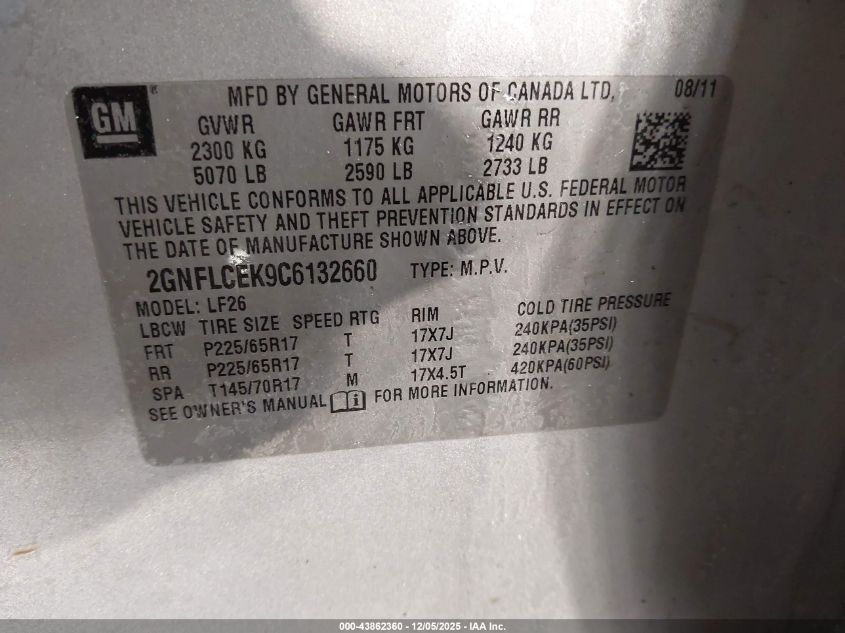 GM ® MFD BY GENERAL MOTORS OF CANADA LTD, 08/11
GVWR GAWR FRT GAWR RR
2300 KG 1175 KG 1240 KG
5070 LB 2590 LB 2733 LB
THIS VEHICLE CONFORMS TO ALL APPLICABLE U.S. FEDERAL MOTOR
VEHICLE SAFETY AND THEFT PREVENTION STANDARDS IN EFFECT ON
THE DATE OF MANUFACTURE SHOWN ABOVE.
2GNFLCEK9C6132660 TYPE: M.P.V.
MODEL: LF26
LBCW TIRE SIZE SPEED RTG RIM COLD TIRE PRESSURE
FRT P225/65R17 T 17X7J 240KPA(35PSI)
RR P225/65R17 T 17X7J 240KPA(35PSI)
SPA T145/70R17 M 17X4.5T 420KPA(60PSI)
SEE OWNER'S MANUAL i FOR MORE INFORMATION.
000-43862360 - 12/05/2025 - IAA Inc.